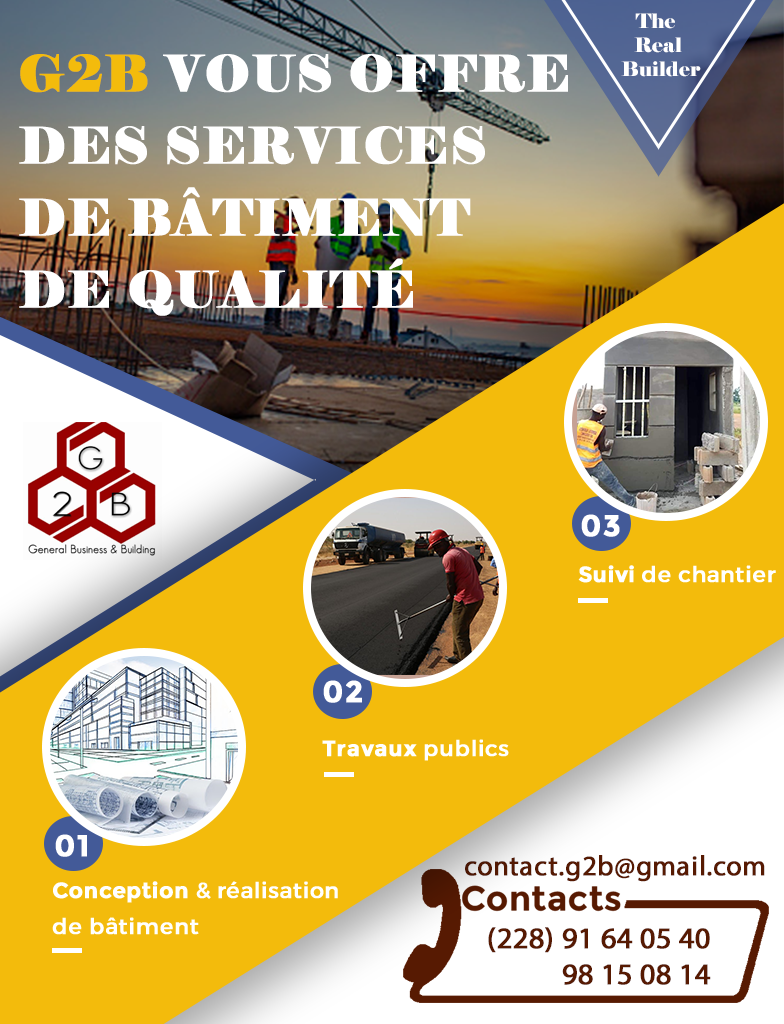 The
Real
Builder
G2B VOUS OFFRE
DES SERVICES
DE BÂTIMENT
DE QUALITÉ
G
2 B
General Business & Building
03
Suivi de chantier
02
Travaux publics
01
Conception & réalisation
de bâtiment
contact.g2b@gmail.com
Contacts
(228) 91 64 05 40
98 15 08 14